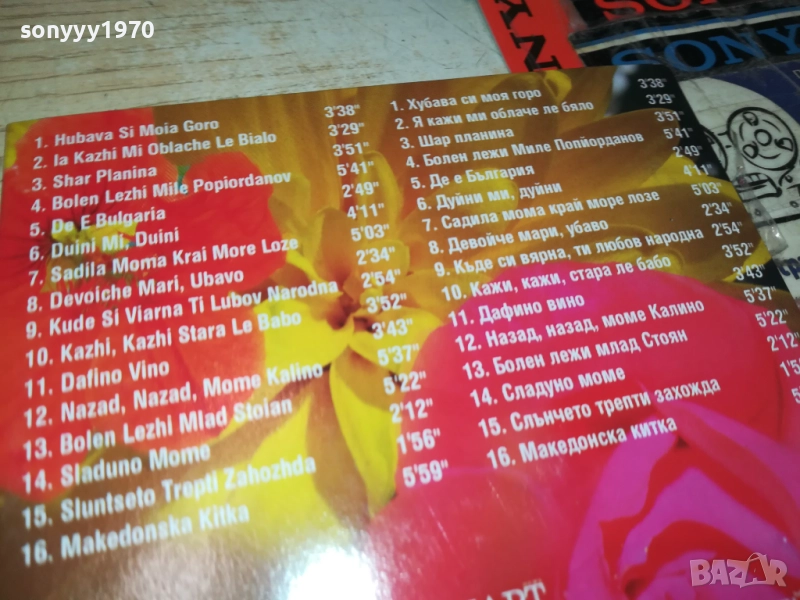 sonyyy1970
SONY
1. Hubava Si Moia Goro 3'38"
2. Ia Kazhi Mi Oblache Le Bialo 3'29"
3. Shar Planina 3'51"
4. Bolen Lezhi Mile Popiordanov 5'41"
5. De E Bulgaria 2'49"
6. Duini Mi, Duini 4'11"
7. Sadila Moma Krai More Loze 5'03"
8. Devoiche Mari, Ubavo 2'34"
9. Kude Si Viarna Ti Lubov Narodna 2'54"
10. Kazhi, Kazhi Stara Le Babo 3'52"
11. Dafino Vino 3'43"
12. Nazad, Nazad, Mome Kalino 5'37"
13. Bolen Lezhi Mlad Stoian 5'22"
14. Sladuno Mome 2'12"
15. Sluntseto Trepti Zahozhda 1'56"
16. Makedonska Kitka 5'59"
1. Хубава си моя горо 3'38"
2. Я кажи ми облаче ле бяло 3'29"
3. Шар планина 3'51"
4. Болен лежи Миле Попйорданов 5'41"
5. Де е България 2'49"
6. Дуйни ми, дуйни 4'11"
7. Садила мома край море лозе 5'03"
8. Девойче мари, убаво 2'34"
9. Къде си вярна, ти любов народна 2'54"
10. Кажи, кажи, стара ле бабо 3'52"
11. Дафино вино 3'43"
12. Назад, назад, моме Калино 5'37"
13. Болен лежи млад Стоян 5'22"
14. Сладуно моме 2'12"
15. Слънчето трепти захожда 1'5
16. Македонска китка
BAZAR